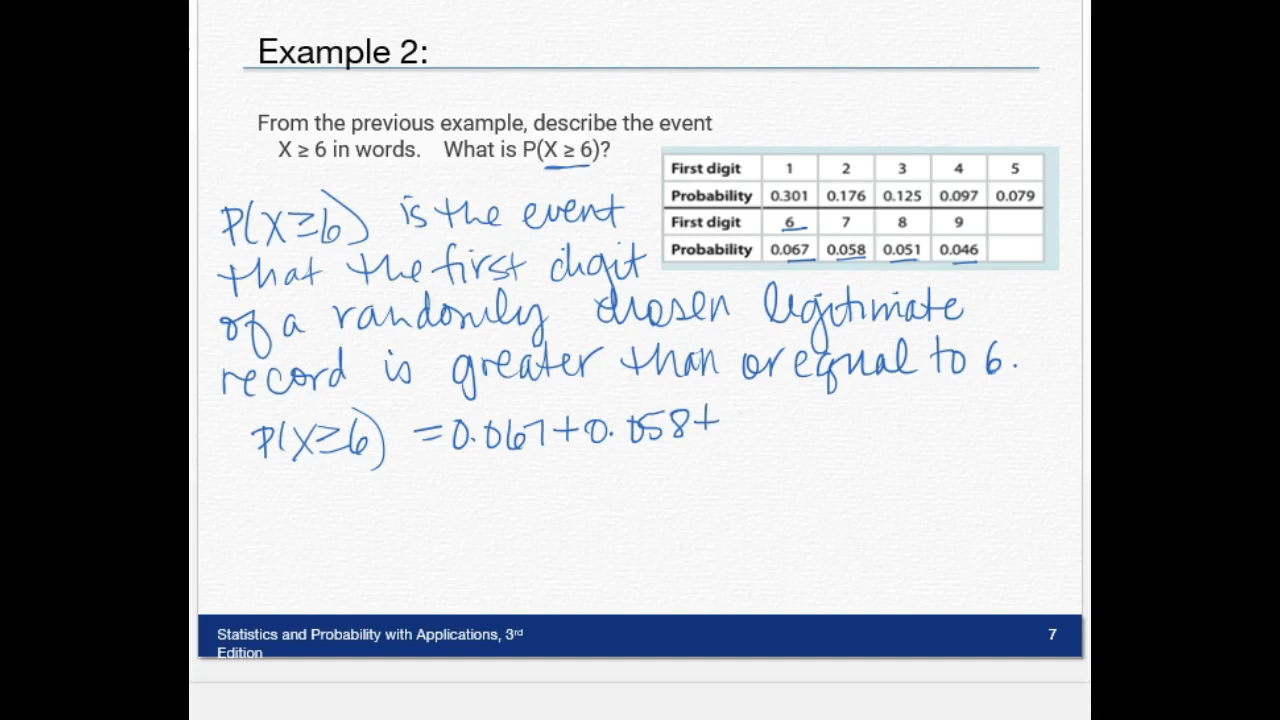 Example 2:
From the previous example, describe the event
X ≥ 6 in words. What is P(X ≥ 6)?
First digit 1 2 3 4 5
Probability 0.301 0.176 0.125 0.097 0.079
First digit 6 7 8 9
Probability 0.067 0.058 0.051 0.046
P(X≥6) is the event
that the first digit
of a randomly chosen legitimate
record is greater than or equal to 6.
P(X≥6) = 0.067+0.058+
Statistics and Probability with Applications, 3rd
Edition
7